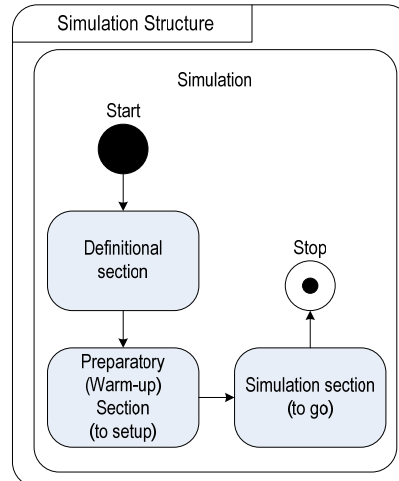 Simulation Structure
Simulation
Start
Definitional
section
Preparatory
(Warm-up)
Section
(to setup)
Simulation section
(to go)
Stop